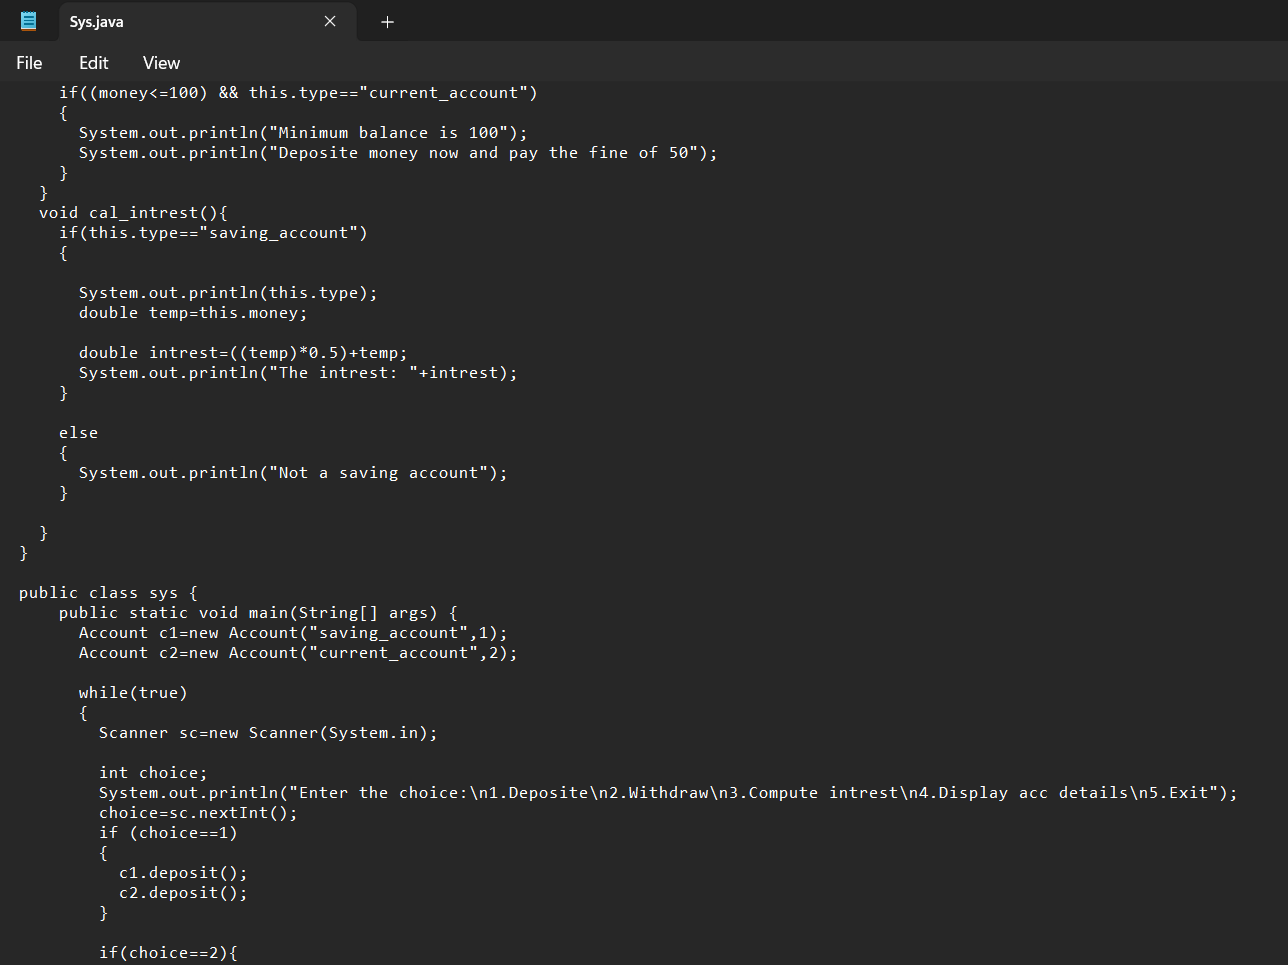 Sys.java
File Edit View
if((money<=100) && this.type=="current_account")
{
System.out.println("Minimum balance is 100");
System.out.println("Deposite money now and pay the fine of 50");
}
}
void cal_intrest(){
if(this.type=="saving_account")
{
System.out.println(this.type);
double temp=this.money;
double intrest=((temp)*0.5)+temp;
System.out.println("The intrest: "+intrest);
}
else
{
System.out.println("Not a saving account");
}
}
}
public class sys {
public static void main(String[] args) {
Account c1=new Account("saving_account",1);
Account c2=new Account("current_account",2);
while(true)
{
Scanner sc=new Scanner(System.in);
int choice;
System.out.println("Enter the choice:\n1.Deposite\n2.Withdraw\n3.Compute intrest\n4.Display acc details\n5.Exit");
choice=sc.nextInt();
if (choice==1)
{
c1.deposit();
c2.deposit();
}
if(choice==2){